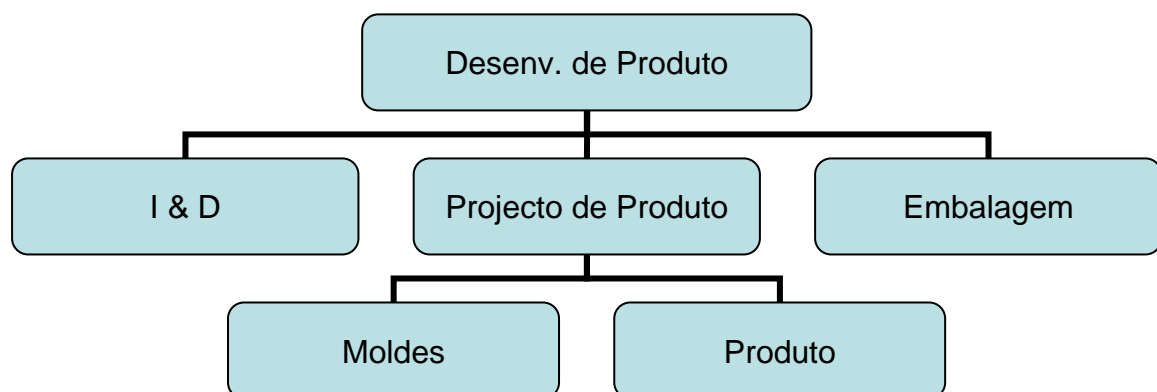 Desenv. de Produto
I & D
Projecto de Produto
Embalagem
Moldes
Produto